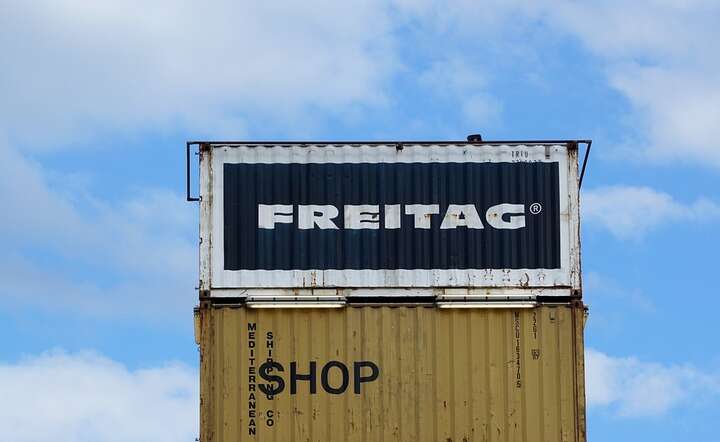 FREITAG®
MEDITERRANEAN
SHIPPING CO
SHOP